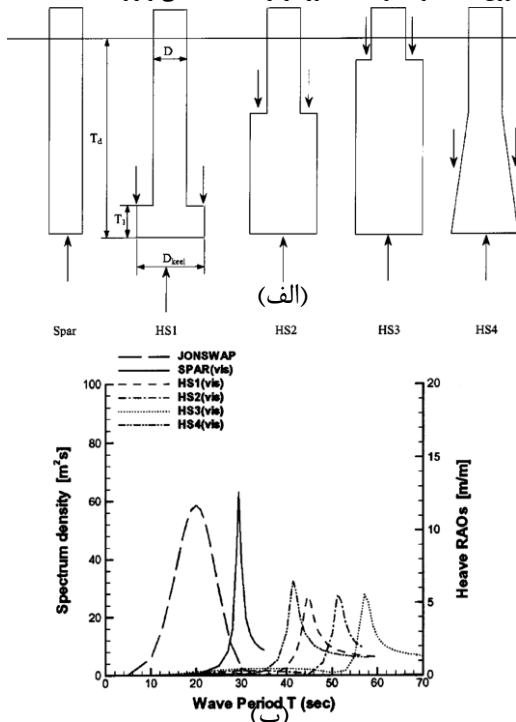 D
T_d
T_1
D_keel
(الف)
Spar HS1 HS2 HS3 HS4
JONSWAP
SPAR(vis)
HS1(vis)
HS2(vis)
HS3(vis)
HS4(vis)
100
80
60
40
20
0
Spectrum density [m²s]
20
15
10
5
0
Heave RAOs [m/m]
0 10 20 30 40 50 60 70
Wave Period T (sec)
(ب)